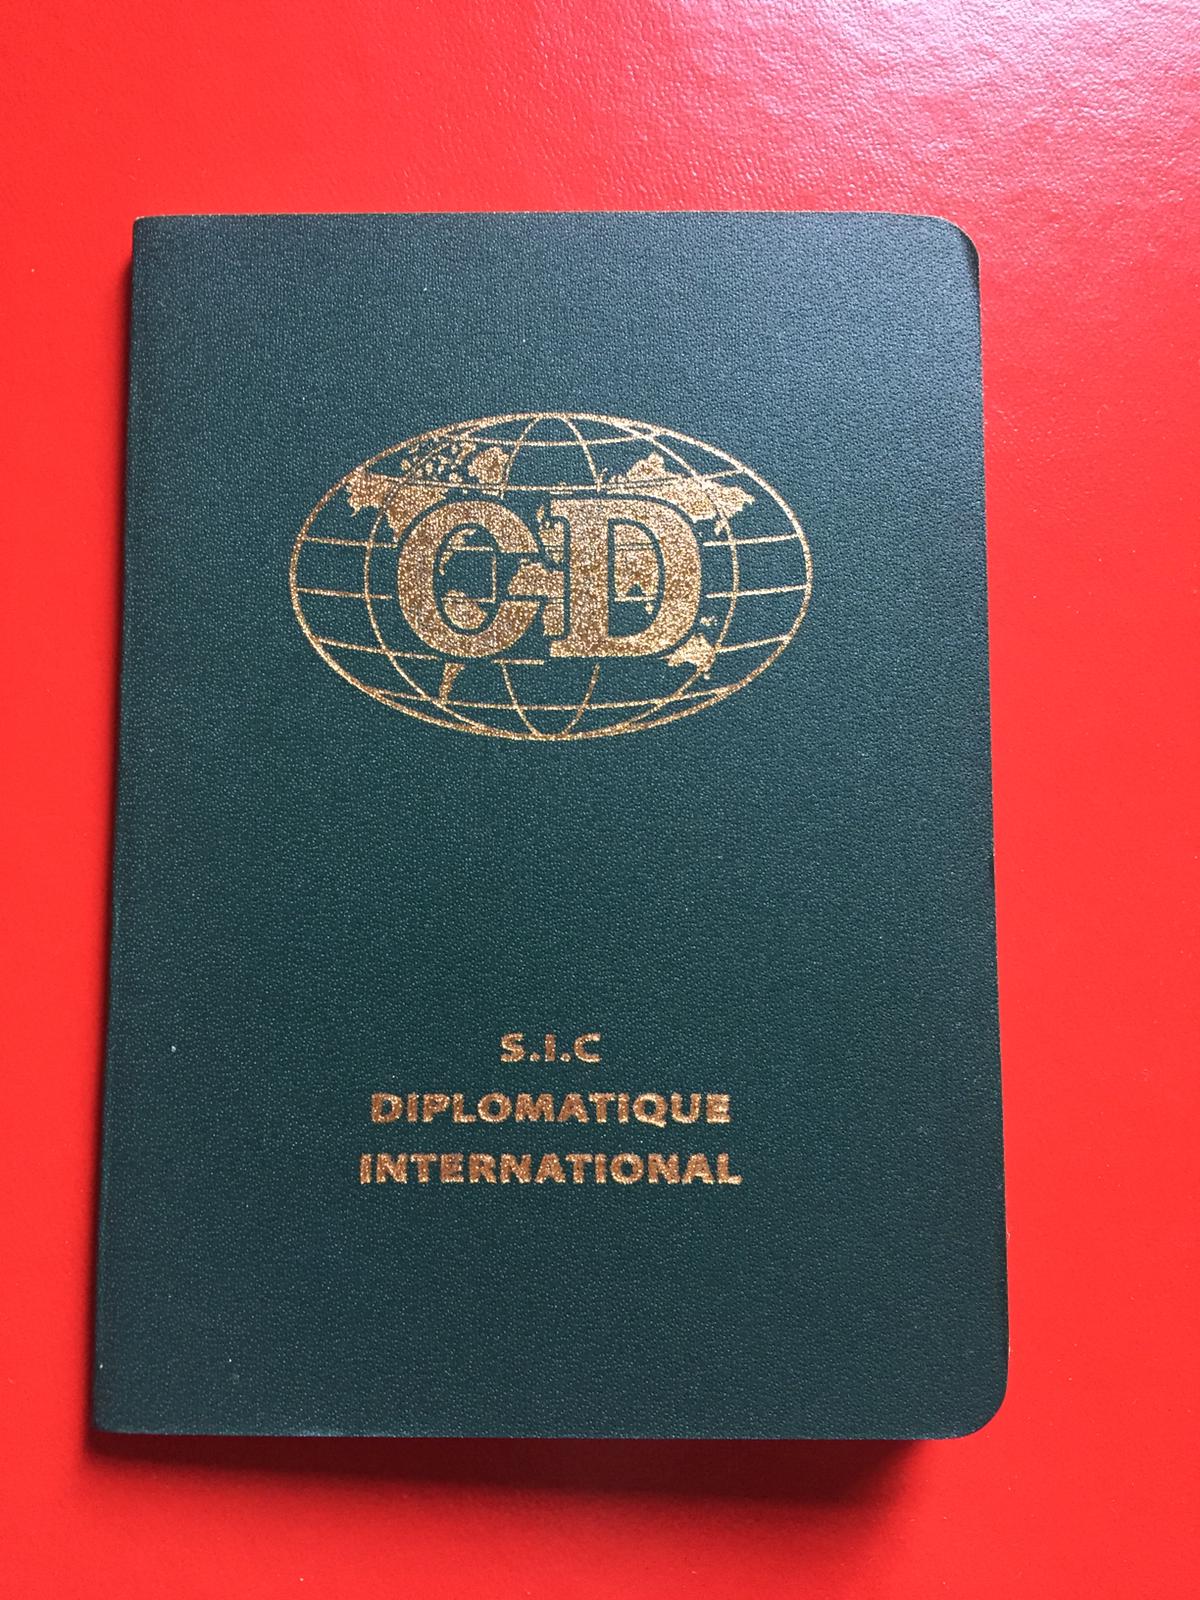 CD
S.I.C
DIPLOMATIQUE
INTERNATIONAL